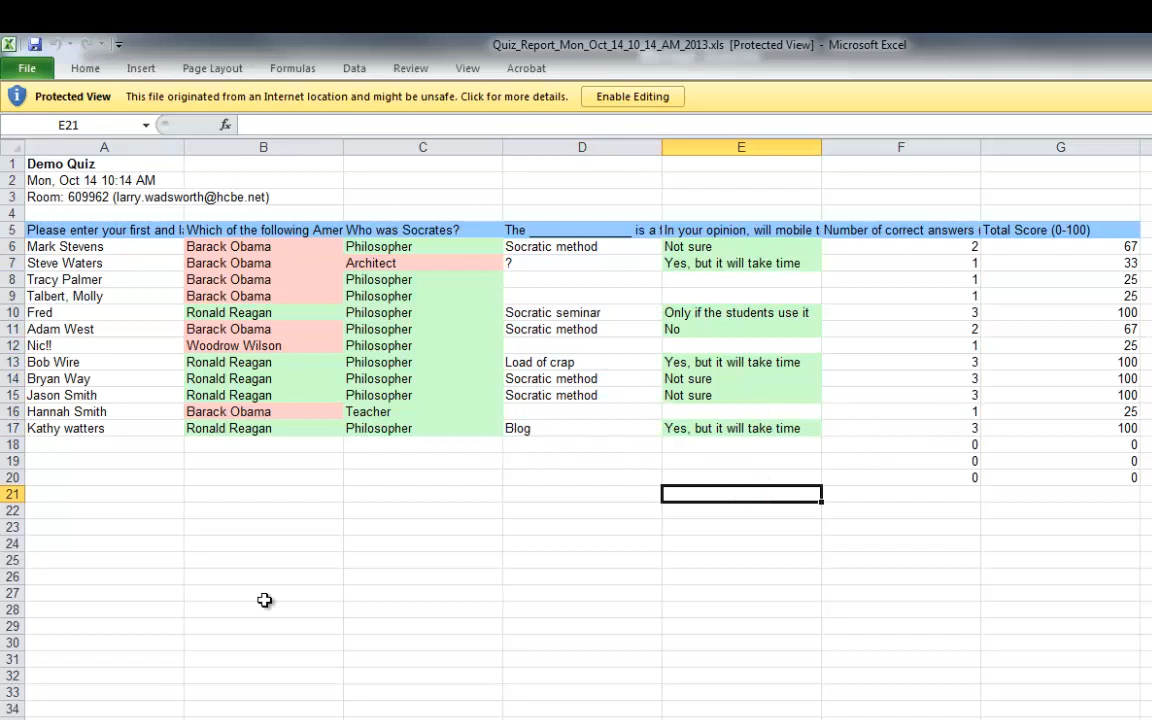 Quiz_Report_Mon_Oct_14_10_14_AM_2013.xls [Protected View] - Microsoft Excel
File Home Insert Page Layout Formulas Data Review View Acrobat
Protected View This file originated from an Internet location and might be unsafe. Click for more details. Enable Editing
E21 fx
A B C D E F G
1 Demo Quiz
2 Mon, Oct 14 10:14 AM
3 Room: 609962 (larry.wadsworth@hcbe.net)
4
5 Please enter your first and l Which of the following Amer Who was Socrates? The ______________ is a f In your opinion, will mobile t Number of correct answers Total Score (0-100)
6 Mark Stevens Barack Obama Philosopher Socratic method Not sure 2 67
7 Steve Waters Barack Obama Architect ? Yes, but it will take time 1 33
8 Tracy Palmer Barack Obama Philosopher 1 25
9 Talbert, Molly Barack Obama Philosopher 1 25
10 Fred Ronald Reagan Philosopher Socratic seminar Only if the students use it 3 100
11 Adam West Barack Obama Philosopher Socratic method No 2 67
12 Nic!! Woodrow Wilson Philosopher 1 25
13 Bob Wire Ronald Reagan Philosopher Load of crap Yes, but it will take time 3 100
14 Bryan Way Ronald Reagan Philosopher Socratic method Not sure 3 100
15 Jason Smith Ronald Reagan Philosopher Socratic method Not sure 3 100
16 Hannah Smith Barack Obama Teacher 1 25
17 Kathy watters Ronald Reagan Philosopher Blog Yes, but it will take time 3 100
18 0 0
19 0 0
20 0 0
21
22
23
24
25
26
27
28
29
30
31
32
33
34